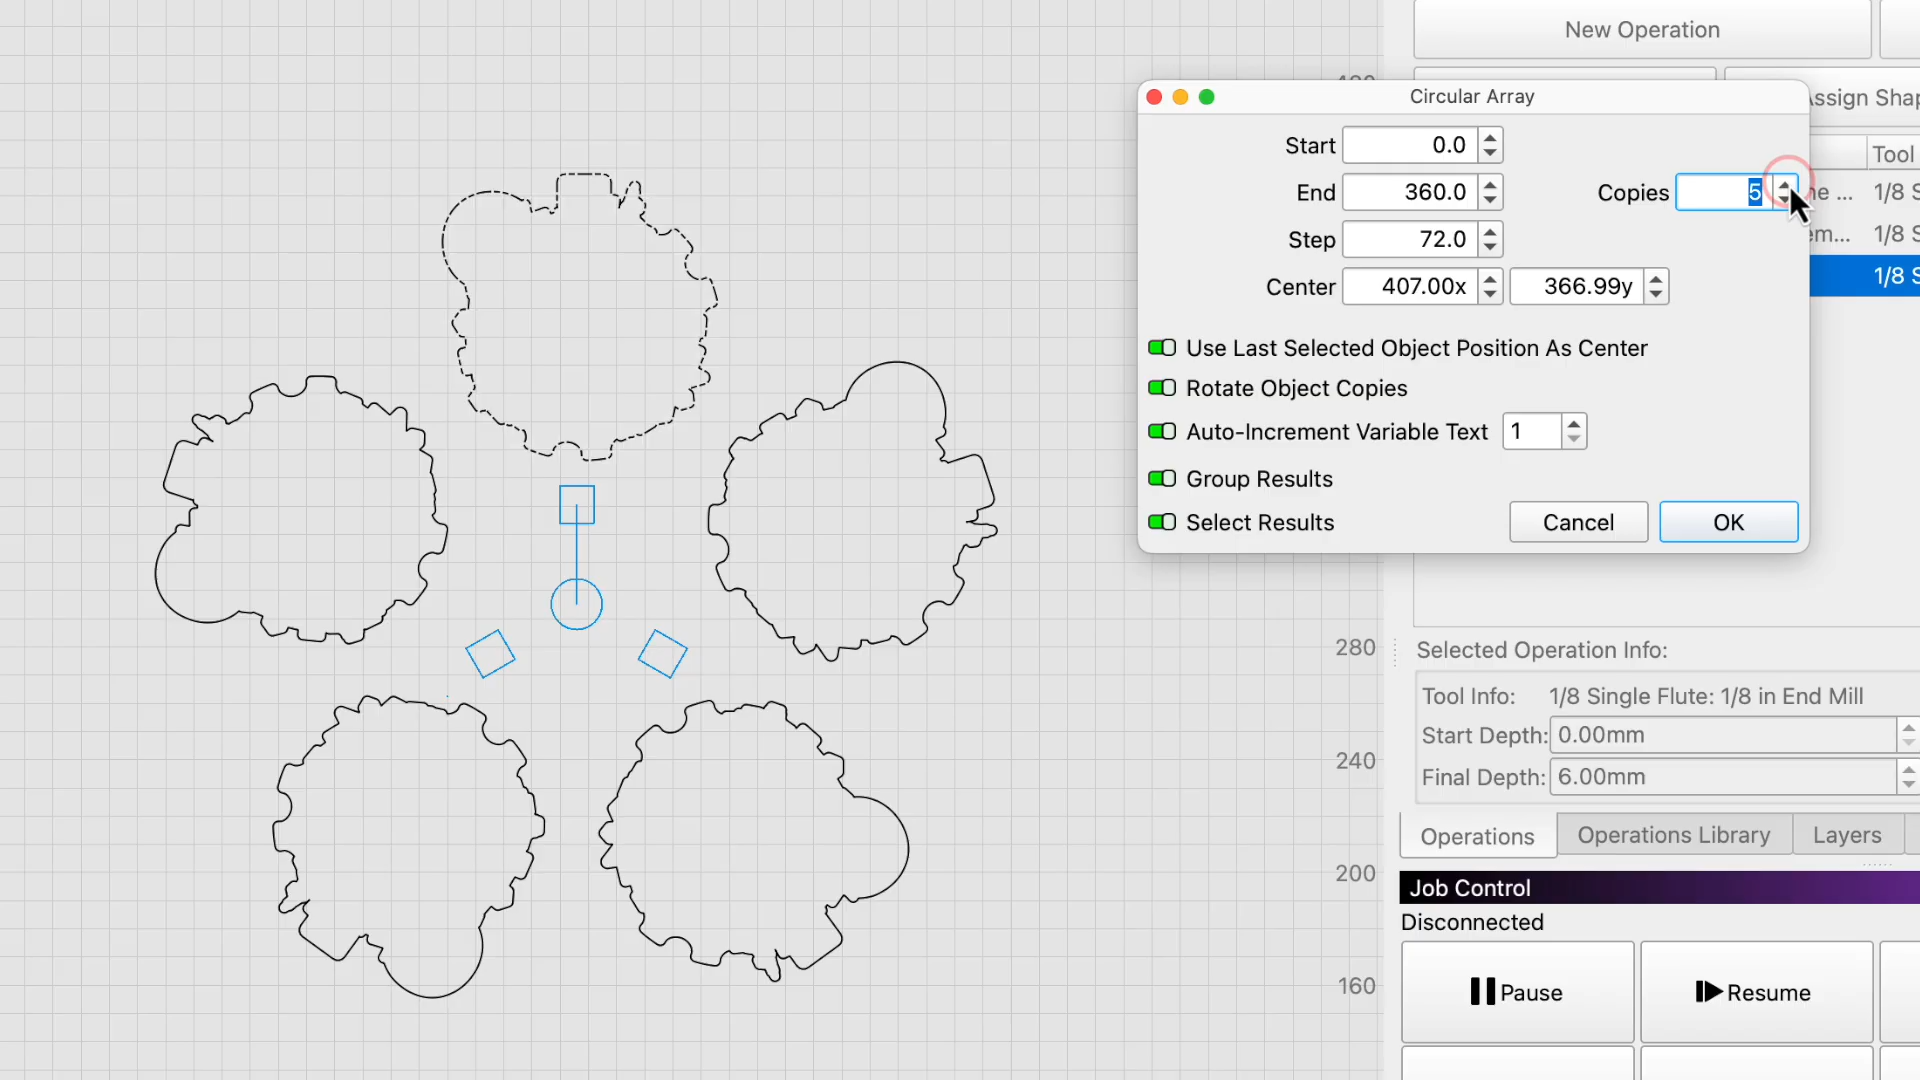 New Operation
Circular Array
Assign Shap
Start 0.0
Tool
End 360.0
Copies 5
ne ... 1/8 S
Step 72.0
em... 1/8 S
Center 407.00x 366.99y
1/8 S
Use Last Selected Object Position As Center
Rotate Object Copies
Auto-Increment Variable Text 1
Group Results
Select Results
Cancel
OK
280
240
200
160
Selected Operation Info:
Tool Info: 1/8 Single Flute: 1/8 in End Mill
Start Depth: 0.00mm
Final Depth: 6.00mm
Operations
Operations Library
Layers
Job Control
Disconnected
Pause
Resume